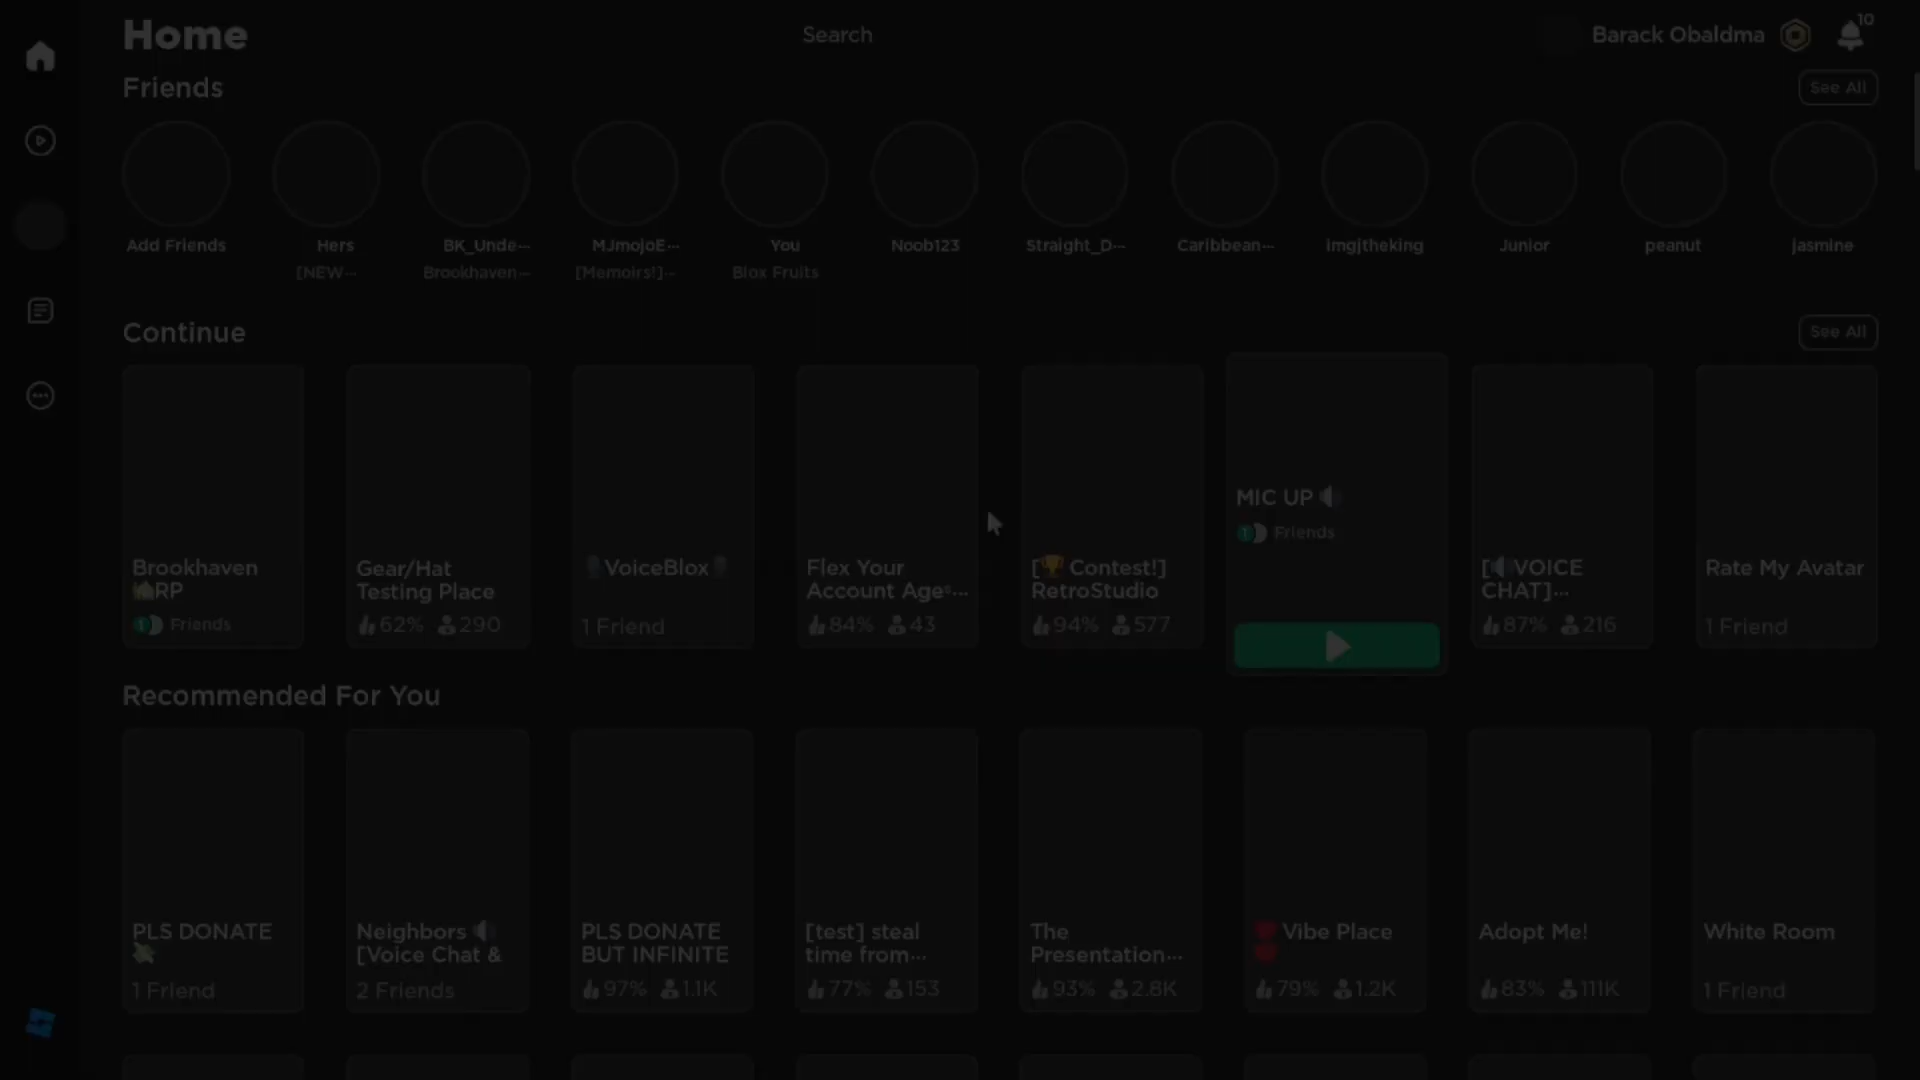 Home
Search
Barack Obaldma
10
Friends
See All
Add Friends
Hers
BK_Unde...
MJmojoE...
You
Noob123
Straight_D...
Caribbean...
imgjtheking
Junior
peanut
jasmine
[NEW...
Brookhaven...
[Memoirs!]...
Blox Fruits
Continue
See All
Brookhaven
🏡RP
1 Friends
Gear/Hat
Testing Place
62% 290
VoiceBlox
1 Friend
Flex Your
Account Age...
84% 43
[🏆 Contest!]
RetroStudio
94% 577
MIC UP 🔊
1 Friends
[🔊VOICE
CHAT]...
87% 216
Rate My Avatar
1 Friend
Recommended For You
PLS DONATE
💸
1 Friend
Neighbors 🔊
[Voice Chat &
2 Friends
PLS DONATE
BUT INFINITE
97% 1.1K
[test] steal
time from...
77% 153
The
Presentation...
93% 2.8K
Vibe Place
79% 1.2K
Adopt Me!
83% 111K
White Room
1 Friend